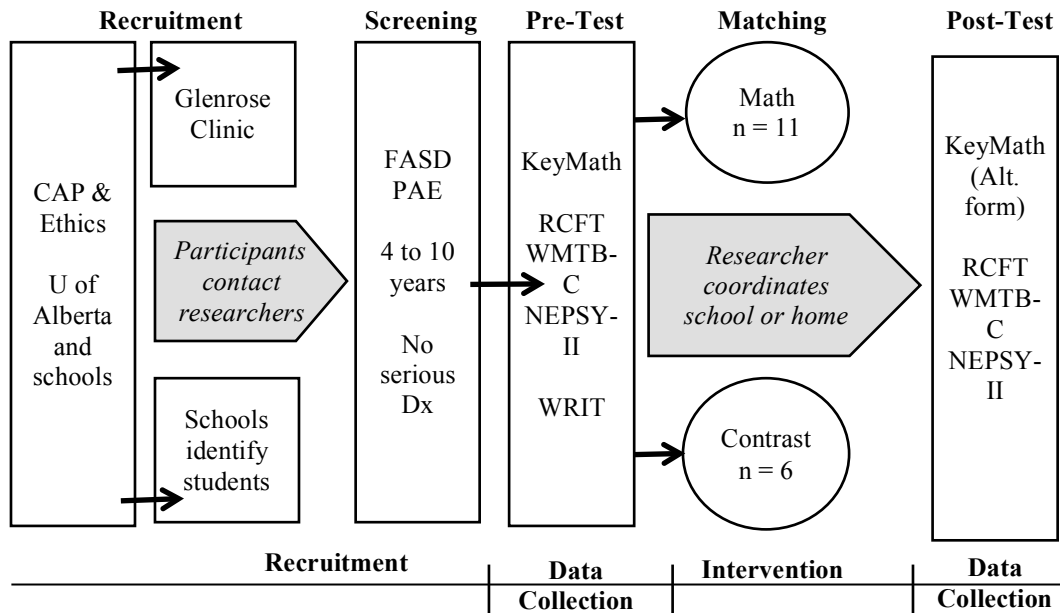 Recruitment
Screening
Pre-Test
Matching
Post-Test
CAP &
Ethics
U of
Alberta
and
schools
Glenrose
Clinic
Participants
contact
researchers
Schools
identify
students
FASD
PAE
4 to 10
years
No
serious
Dx
KeyMath
RCFT
WMTB-
C
NEPSY-
II
WRIT
Math
n = 11
Researcher
coordinates
school or home
Contrast
n = 6
KeyMath
(Alt.
form)
RCFT
WMTB-
C
NEPSY-
II
Recruitment
Data
Collection
Intervention
Data
Collection